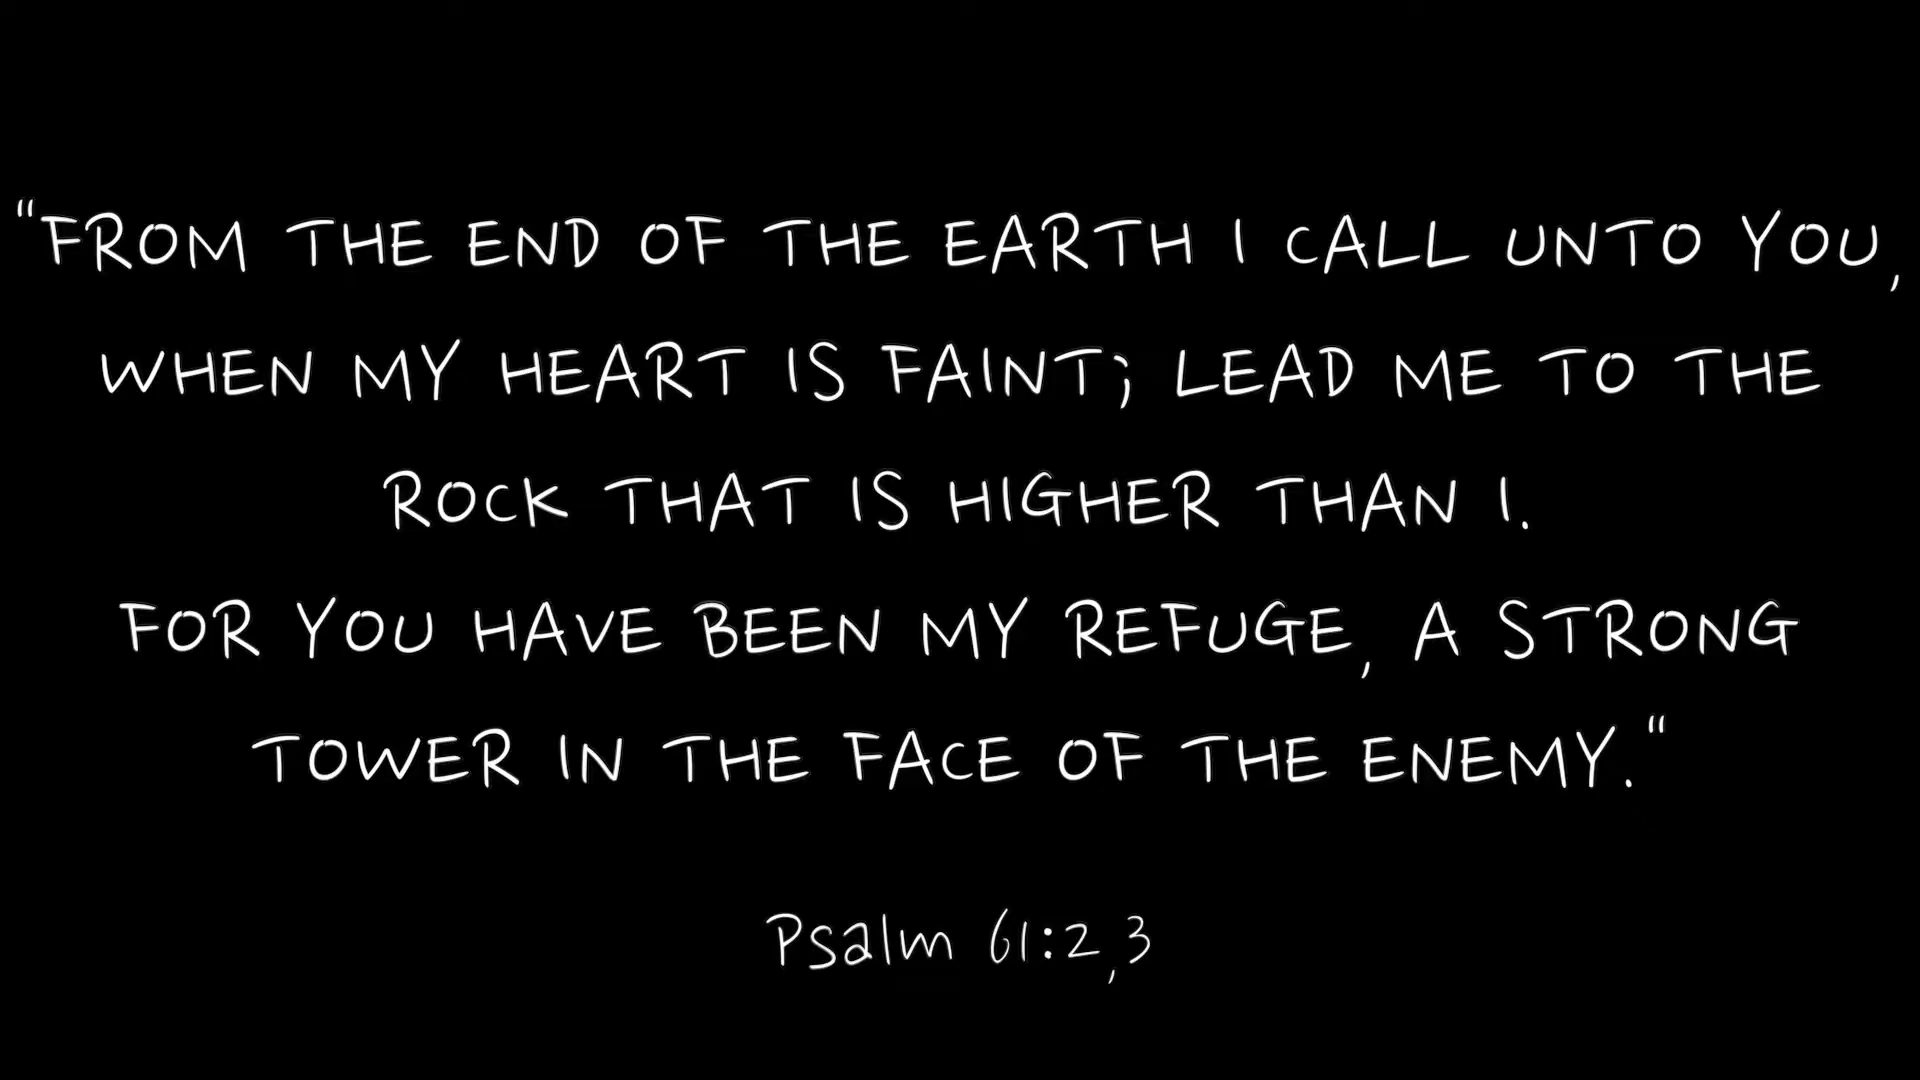 "FROM THE END OF THE EARTH I CALL UNTO YOU,
WHEN MY HEART IS FAINT; LEAD ME TO THE
ROCK THAT IS HIGHER THAN I.
FOR YOU HAVE BEEN MY REFUGE, A STRONG
TOWER IN THE FACE OF THE ENEMY."
Psalm 61:2,3